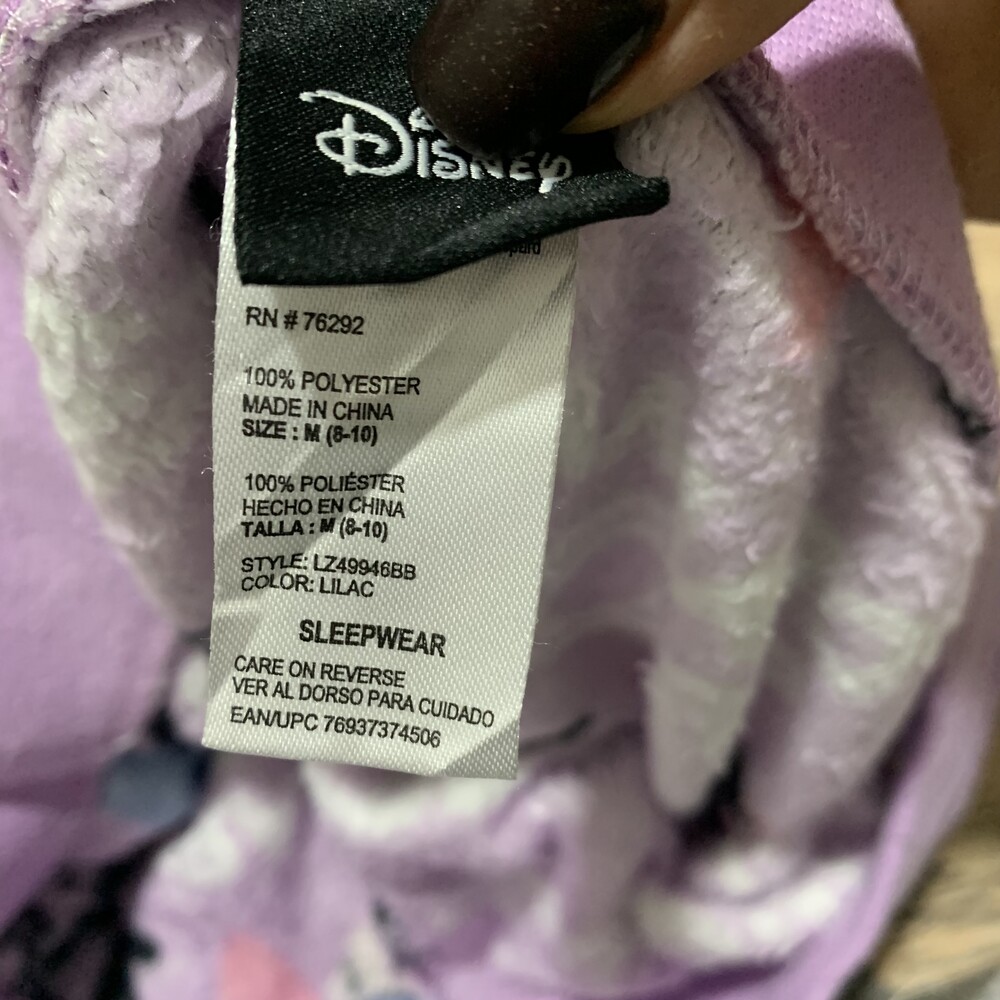 Disney
RN # 76292
100% POLYESTER
MADE IN CHINA
SIZE : M (8-10)
100% POLIÉSTER
HECHO EN CHINA
TALLA : M (8-10)
STYLE: LZ49946BB
COLOR: LILAC
SLEEPWEAR
CARE ON REVERSE
VER AL DORSO PARA CUIDADO
EAN/UPC 76937374506